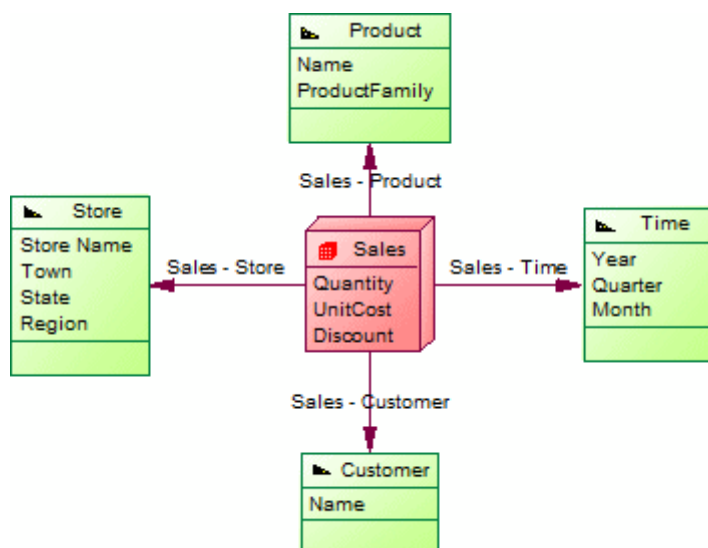 Product
Name
ProductFamily
Sales - Product
Store
Store Name
Town
State
Region
Sales - Store
Sales
Quantity
UnitCost
Discount
Sales - Time
Time
Year
Quarter
Month
Sales - Customer
Customer
Name